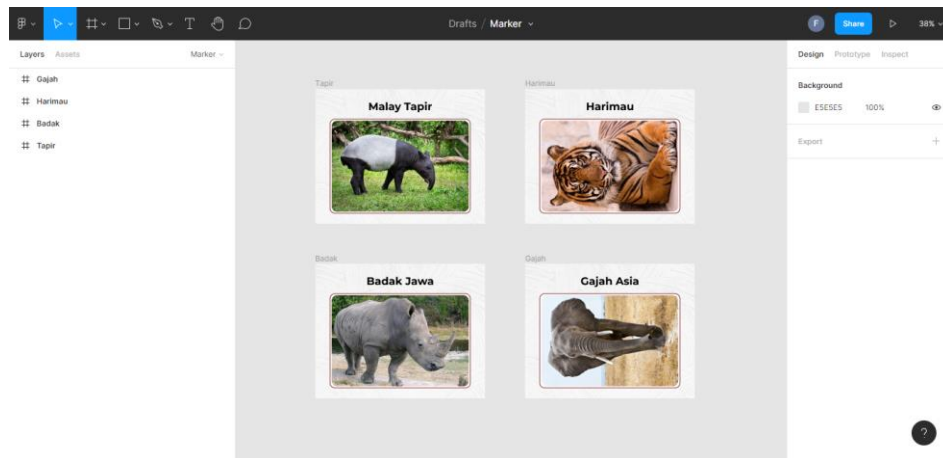 Drafts / Marker
F
Share
38%
Layers Assets Marker
Gajah
Harimau
Badak
Tapir
Tapir
Malay Tapir
Harimau
Harimau
Badak
Badak Jawa
Gajah
Gajah Asia
Design Prototype Inspect
Background
E5E5E5 100%
Export
?